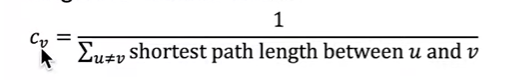 c_v = 1 / ∑_{u≠v} shortest path length between u and v